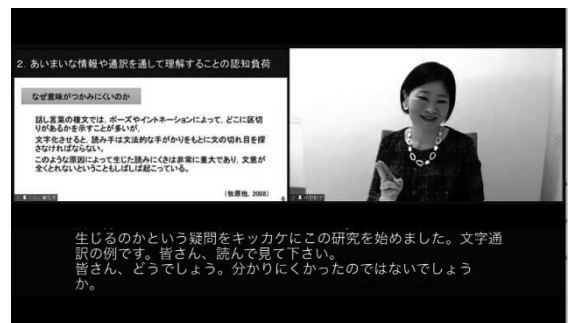 2. あいまいな情報や通訳を通して理解することの認知負荷
なぜ意味がつかみにくいのか
話し言葉の複文では、ポーズやイントネーションによって、どこに区切
りがあるかを示すことが多いが、
文字化させると、読み手は文法的な手がかりをもとに文の切れ目を探
さなければならない。
このような原因によって生じた読みにくさは非常に重大であり、文意が
全くとれないということもしばしば起こっている。
(牧原他, 2008)
生じるのかという疑問をキッカケにこの研究を始めました。文字通
訳の例です。皆さん、読んで見て下さい。
皆さん、どうでしょう。分かりにくかったのではないでしょう
か。